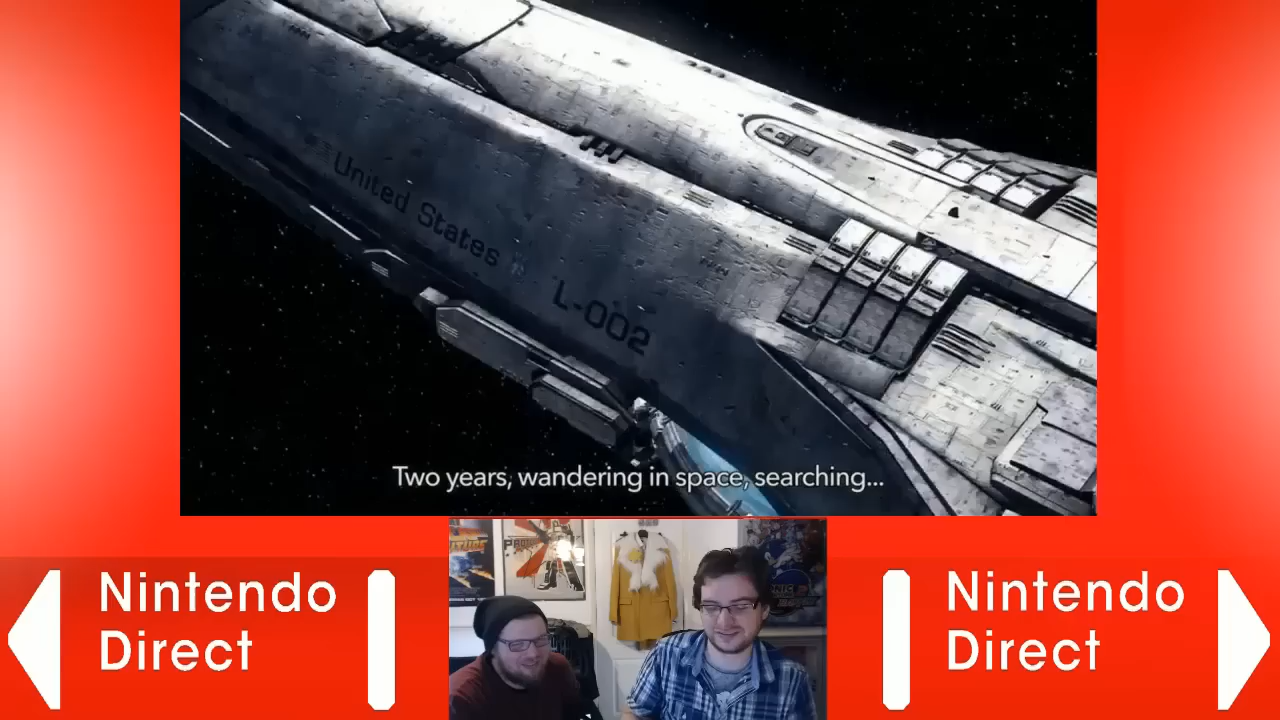 United States
L-002
Two years, wandering in space, searching...
Nintendo
Direct
Nintendo
Direct